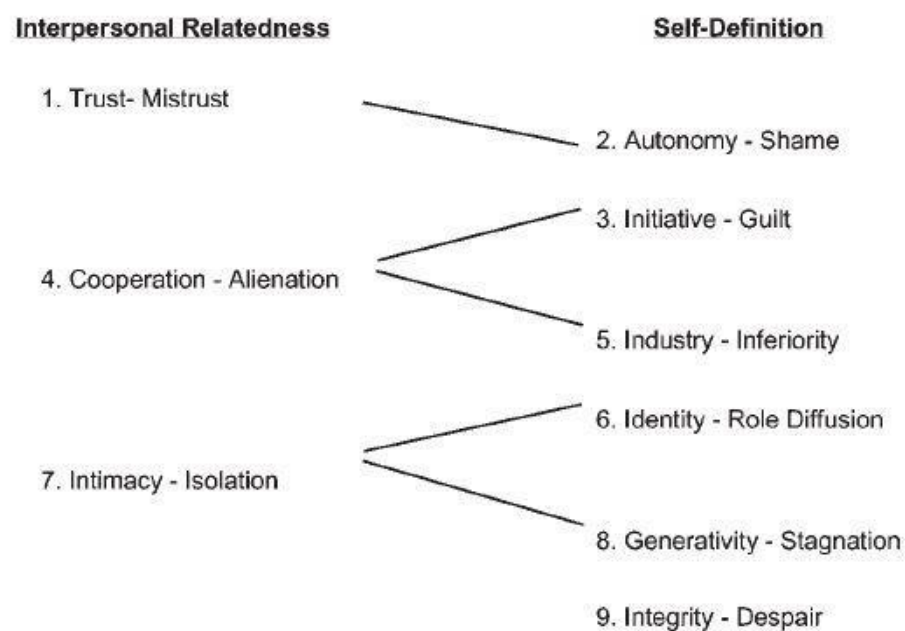 Interpersonal Relatedness
Self-Definition
1. Trust- Mistrust
2. Autonomy - Shame
3. Initiative - Guilt
4. Cooperation - Alienation
5. Industry - Inferiority
6. Identity - Role Diffusion
7. Intimacy - Isolation
8. Generativity - Stagnation
9. Integrity - Despair